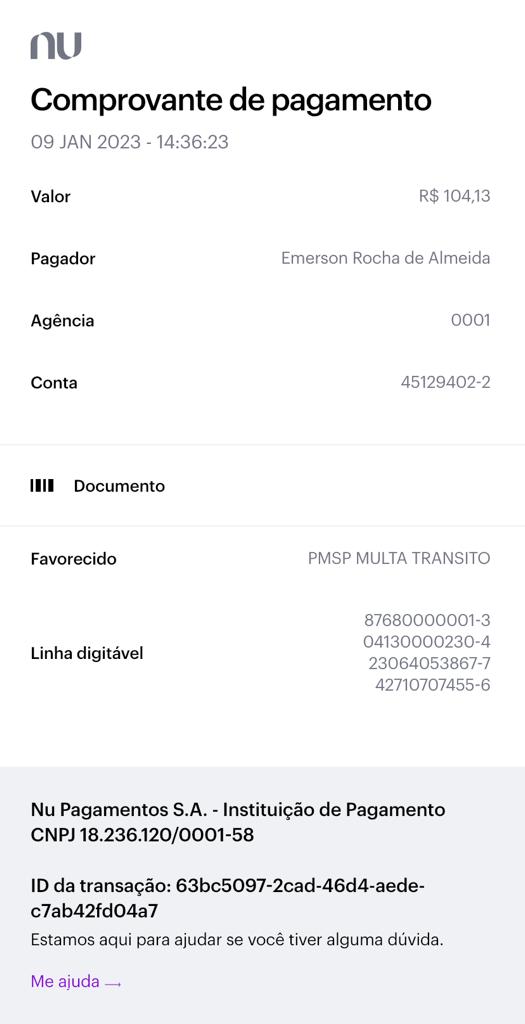 nu
Comprovante de pagamento
09 JAN 2023 - 14:36:23
Valor R$ 104,13
Pagador Emerson Rocha de Almeida
Agência 0001
Conta 45129402-2
Documento
Favorecido PMSP MULTA TRANSITO
Linha digitável
87680000001-3
04130000230-4
23064053867-7
42710707455-6
Nu Pagamentos S.A. - Instituição de Pagamento
CNPJ 18.236.120/0001-58
ID da transação: 63bc5097-2cad-46d4-aede-
c7ab42fd04a7
Estamos aqui para ajudar se você tiver alguma dúvida.
Me ajuda →